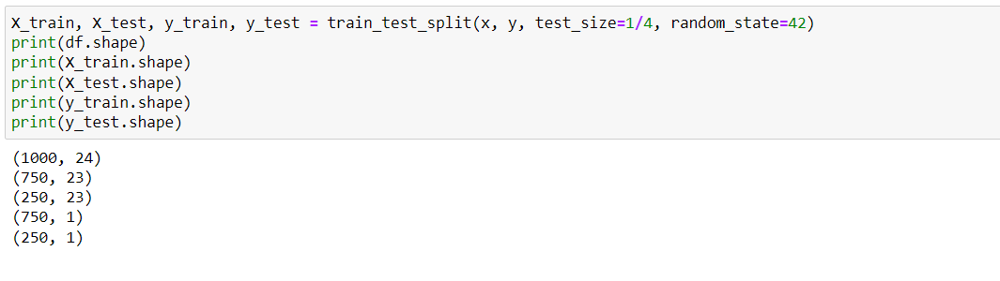 X_train, X_test, y_train, y_test = train_test_split(x, y, test_size=1/4, random_state=42)
print(df.shape)
print(X_train.shape)
print(X_test.shape)
print(y_train.shape)
print(y_test.shape)
(1000, 24)
(750, 23)
(250, 23)
(750, 1)
(250, 1)